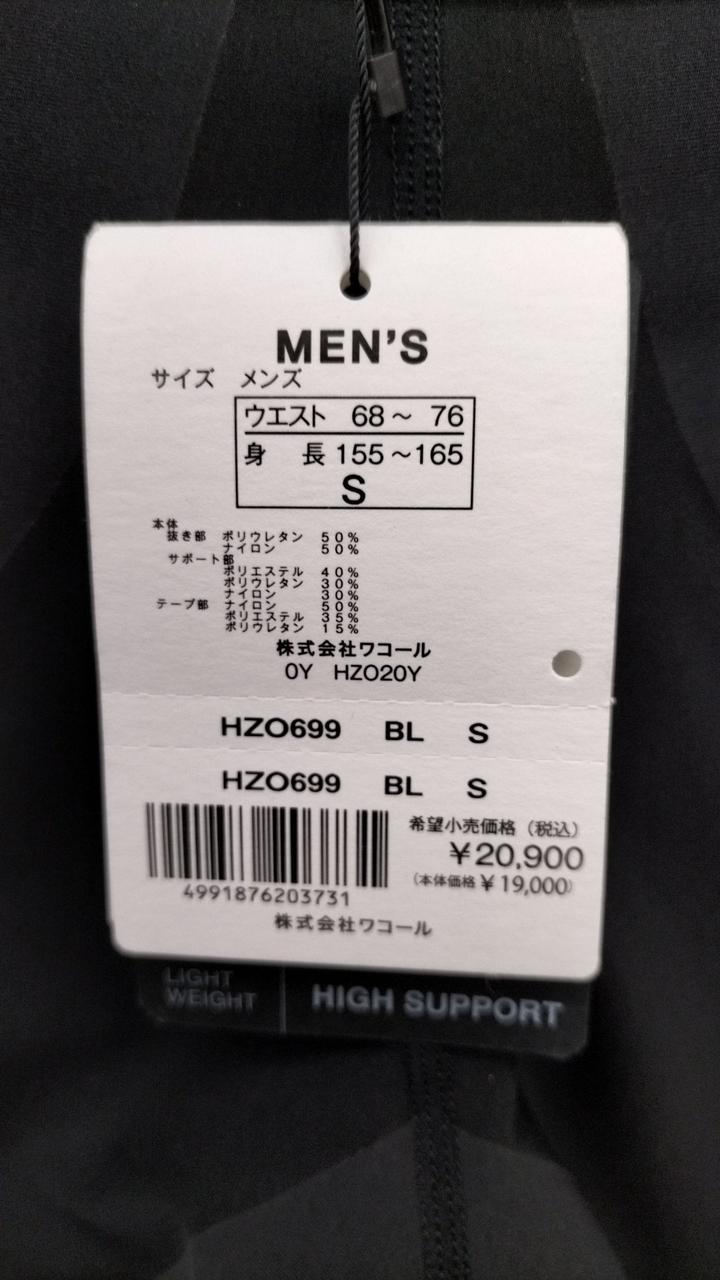 MEN'S
サイズ メンズ
ウエスト 68～ 76
身 長 155～165
S
本体
抜き部 ポリウレタン 50%
ナイロン 50%
サポート部
ポリエステル 40%
ポリウレタン 30%
ナイロン 30%
テープ部 ナイロン 50%
ポリエステル 35%
ポリウレタン 15%
株式会社ワコール
0Y HZO20Y
HZO699 BL S
HZO699 BL S
希望小売価格（税込）
¥20,900
（本体価格¥19,000）
4991876203731
株式会社ワコール
LIGHT
WEIGHT
HIGH SUPPORT